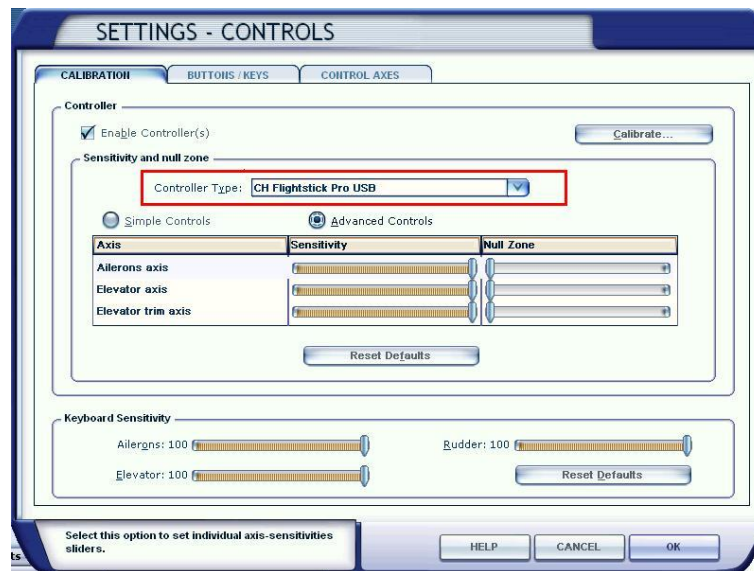 SETTINGS - CONTROLS
CALIBRATION BUTTONS / KEYS CONTROL AXES
Controller
Enable Controller(s) Calibrate...
Sensitivity and null zone
Controller Type: CH Flightstick Pro USB
Simple Controls Advanced Controls
Axis Sensitivity Null Zone
Ailerons axis
Elevator axis
Elevator trim axis
Reset Defaults
Keyboard Sensitivity
Ailerons: 100 Rudder: 100
Elevator: 100 Reset Defaults
Select this option to set individual axis-sensitivities
sliders.
ts HELP CANCEL OK